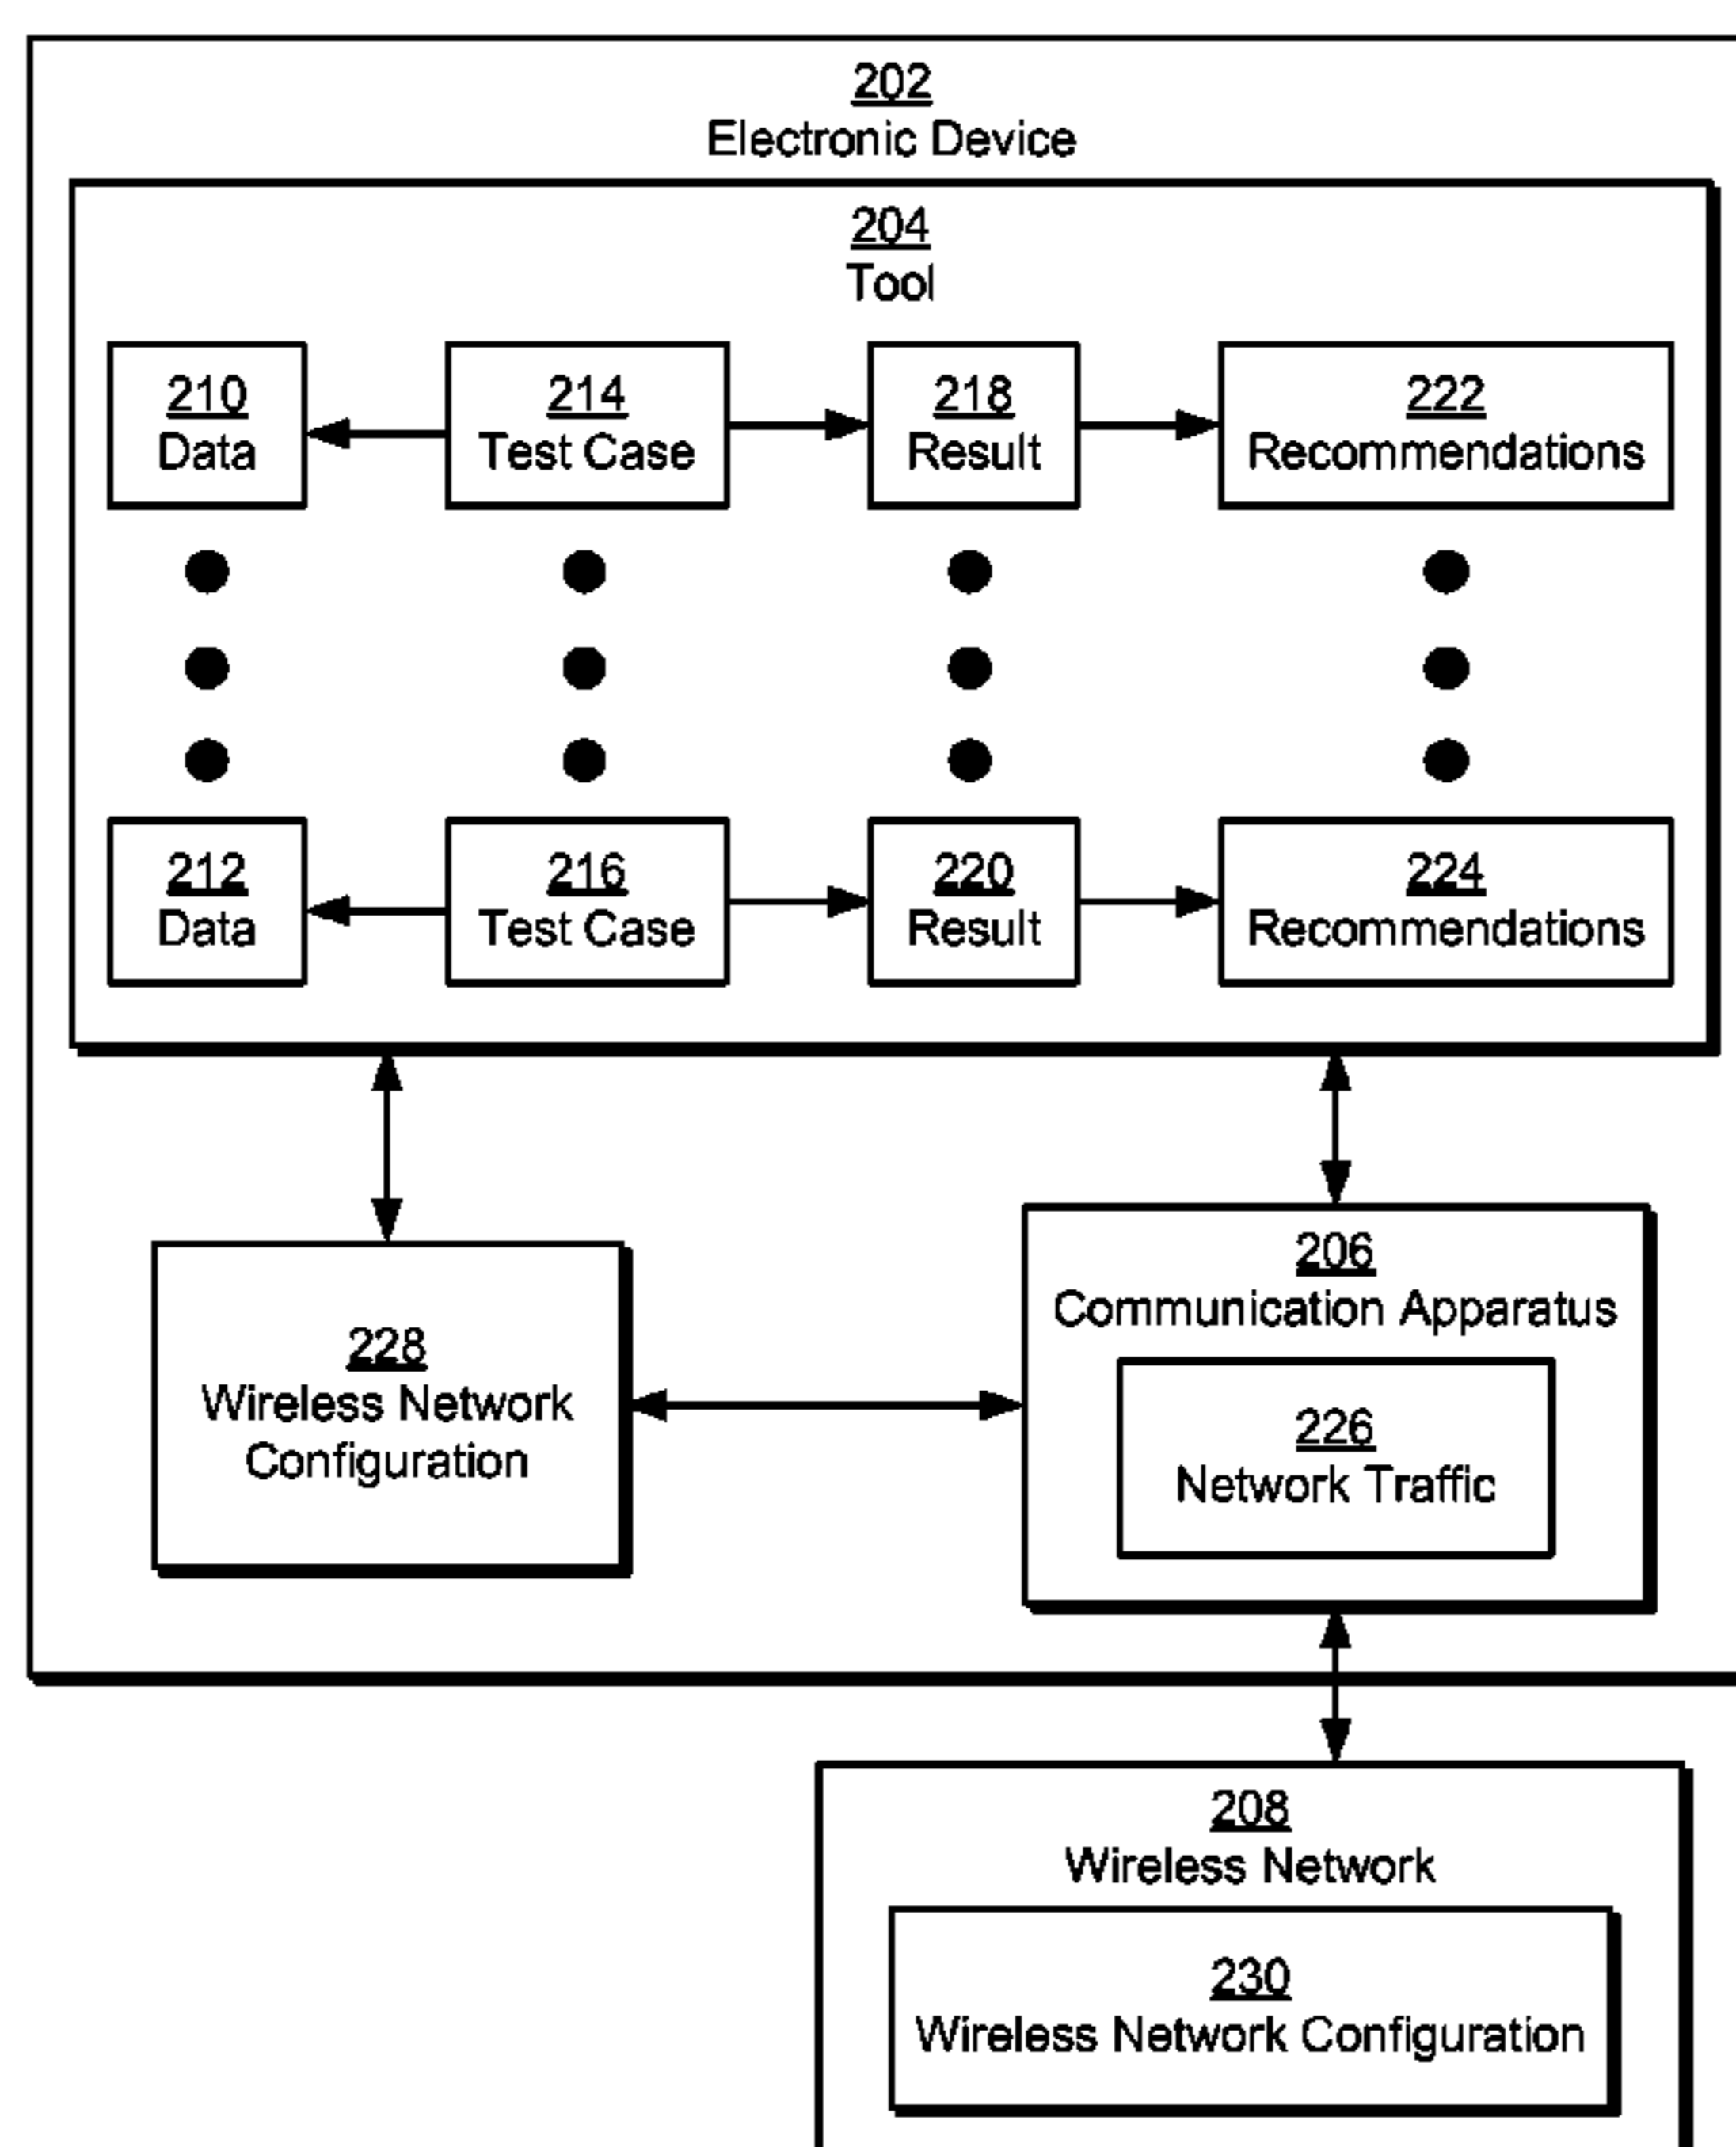 202
Electronic Device
204
Tool
210
Data
214
Test Case
218
Result
222
Recommendations
212
Data
216
Test Case
220
Result
224
Recommendations
228
Wireless Network
Configuration
206
Communication Apparatus
226
Network Traffic
208
Wireless Network
230
Wireless Network Configuration